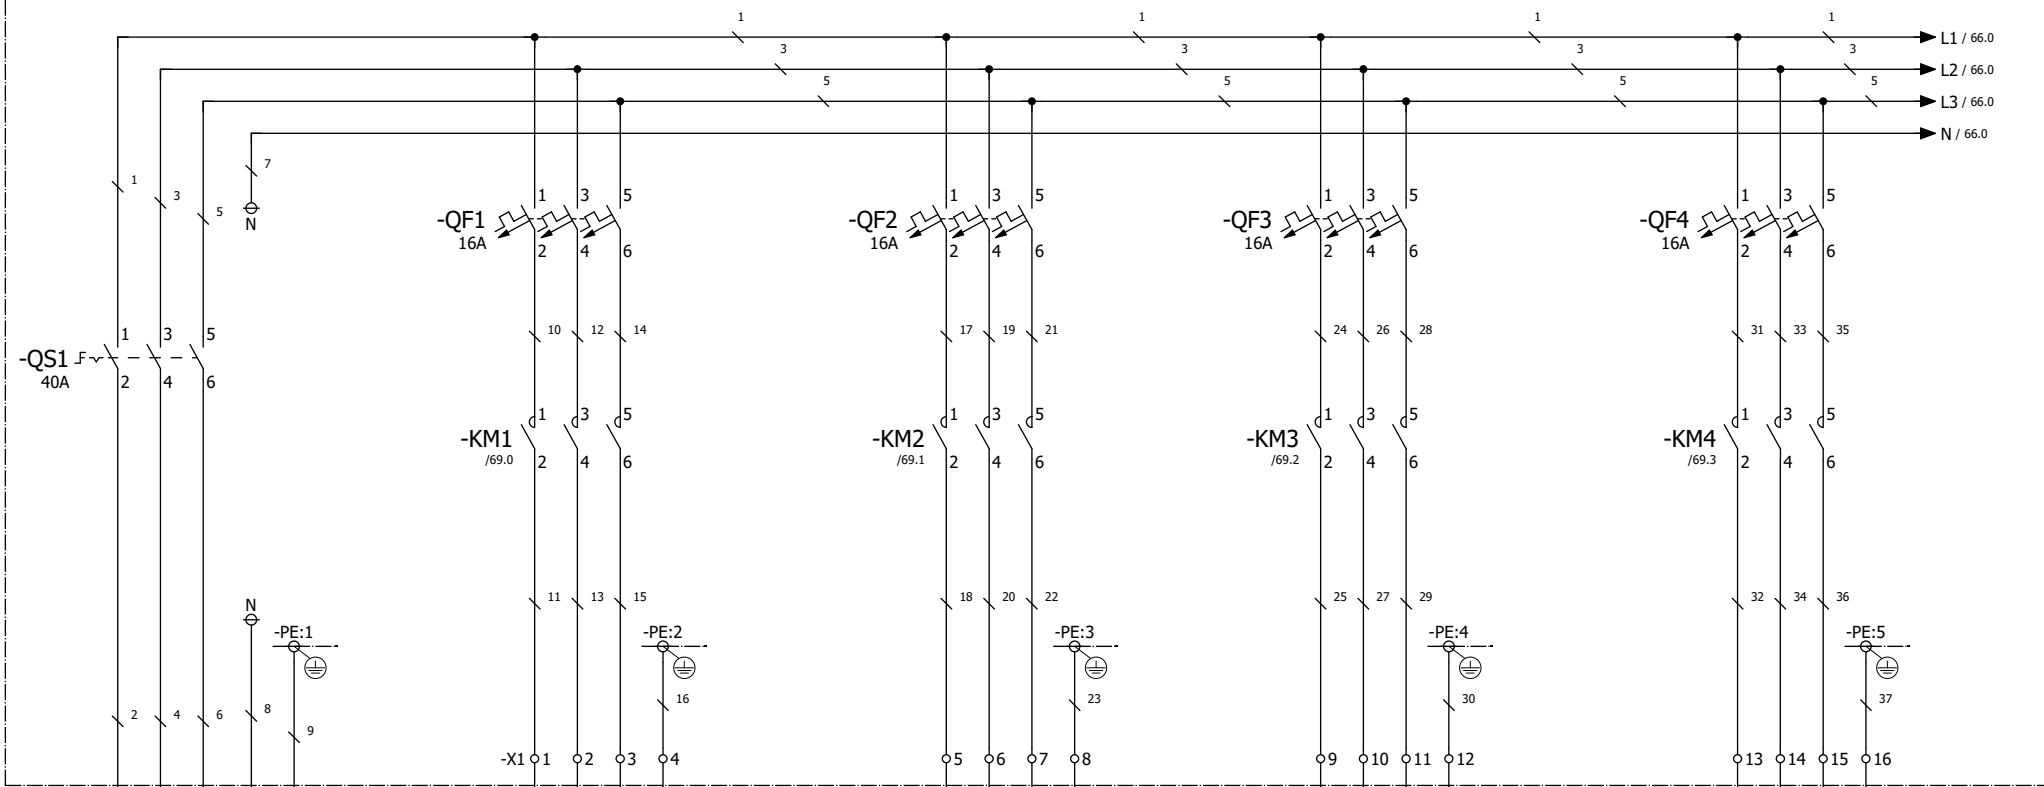 1 1 1 1
L1 / 66.0
3 3 3 3
L2 / 66.0
5 5 5 5
L3 / 66.0
N / 66.0
7
1
3
5
N
1 3 5 1 3 5 1 3 5 1 3 5
-QF1 -QF2 -QF3 -QF4
16A 16A 16A 16A
2 4 6 2 4 6 2 4 6 2 4 6
10 12 14 17 19 21 24 26 28 31 33 35
1 3 5
-QS1
40A
2 4 6
1 3 5 1 3 5 1 3 5 1 3 5
-KM1 -KM2 -KM3 -KM4
/69.0 /69.1 /69.2 /69.3
2 4 6 2 4 6 2 4 6 2 4 6
11 13 15 18 20 22 25 27 29 32 34 36
N
-PE:1 -PE:2 -PE:3 -PE:4 -PE:5
16 23 30 37
2 4 6 8 9
-X1 1 2 3 4 5 6 7 8 9 10 11 12 13 14 15 16